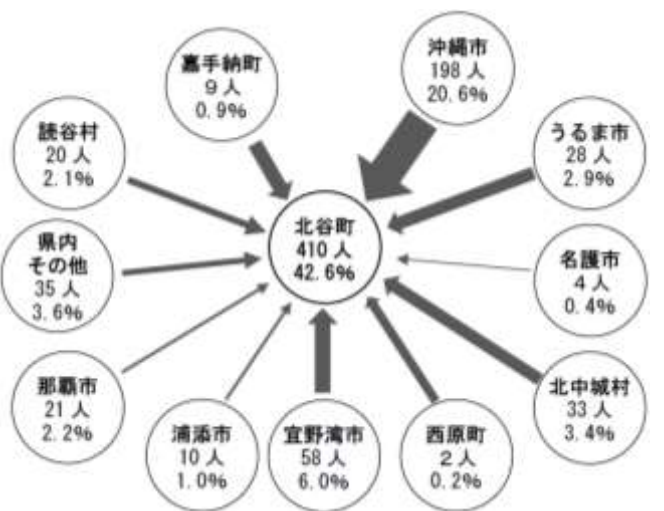 沖縄市
198人
20.6%
嘉手納町
9人
0.9%
読谷村
20人
2.1%
うるま市
28人
2.9%
北谷町
410人
42.6%
県内
その他
35人
3.6%
名護市
4人
0.4%
那覇市
21人
2.2%
北中城村
33人
3.4%
浦添市
10人
1.0%
宜野湾市
58人
6.0%
西原町
2人
0.2%